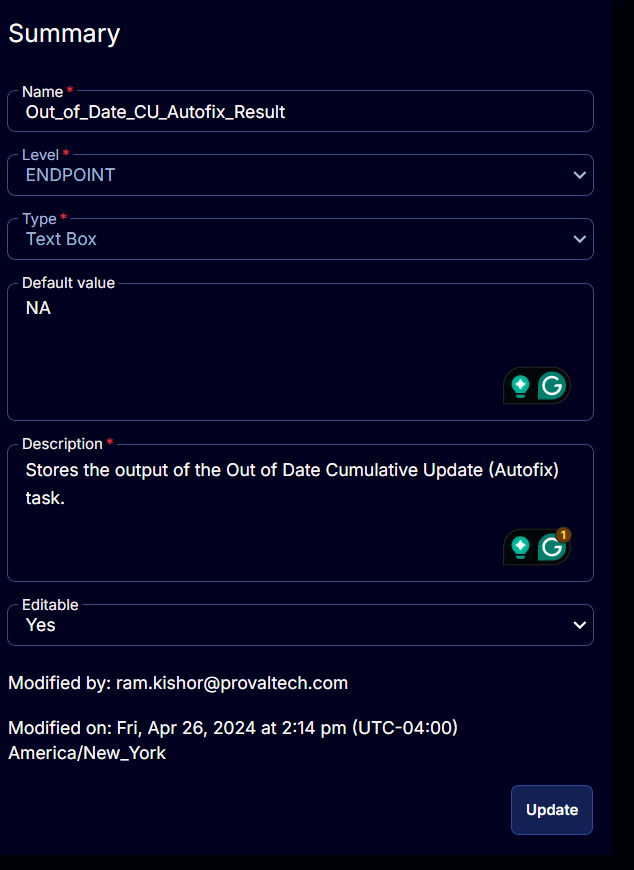 Summary
Name *
Out_of_Date_CU_Autofix_Result
Level *
ENDPOINT
Type *
Text Box
Default value
NA
G
Description *
Stores the output of the Out of Date Cumulative Update (Autofix)
task.
G 1
Editable
Yes
Modified by: ram.kishor@provaltech.com
Modified on: Fri, Apr 26, 2024 at 2:14 pm (UTC-04:00)
America/New_York
Update